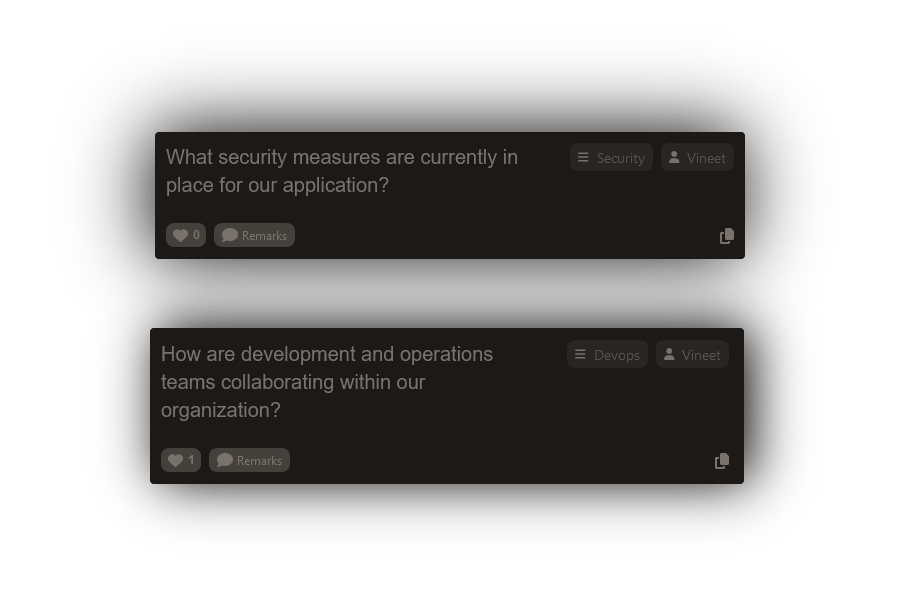 What security measures are currently in
place for our application?
Security
Vineet
0
Remarks
How are development and operations
teams collaborating within our
organization?
Devops
Vineet
1
Remarks